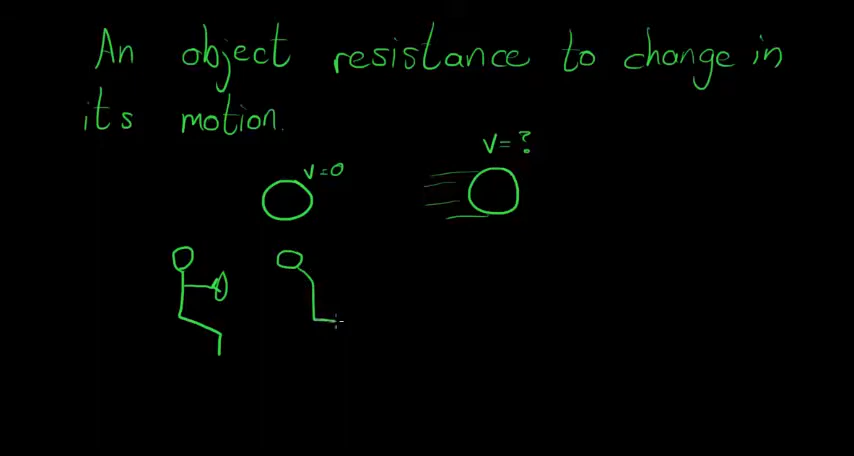 An object resistance to change in
its motion.
V=?
V=0